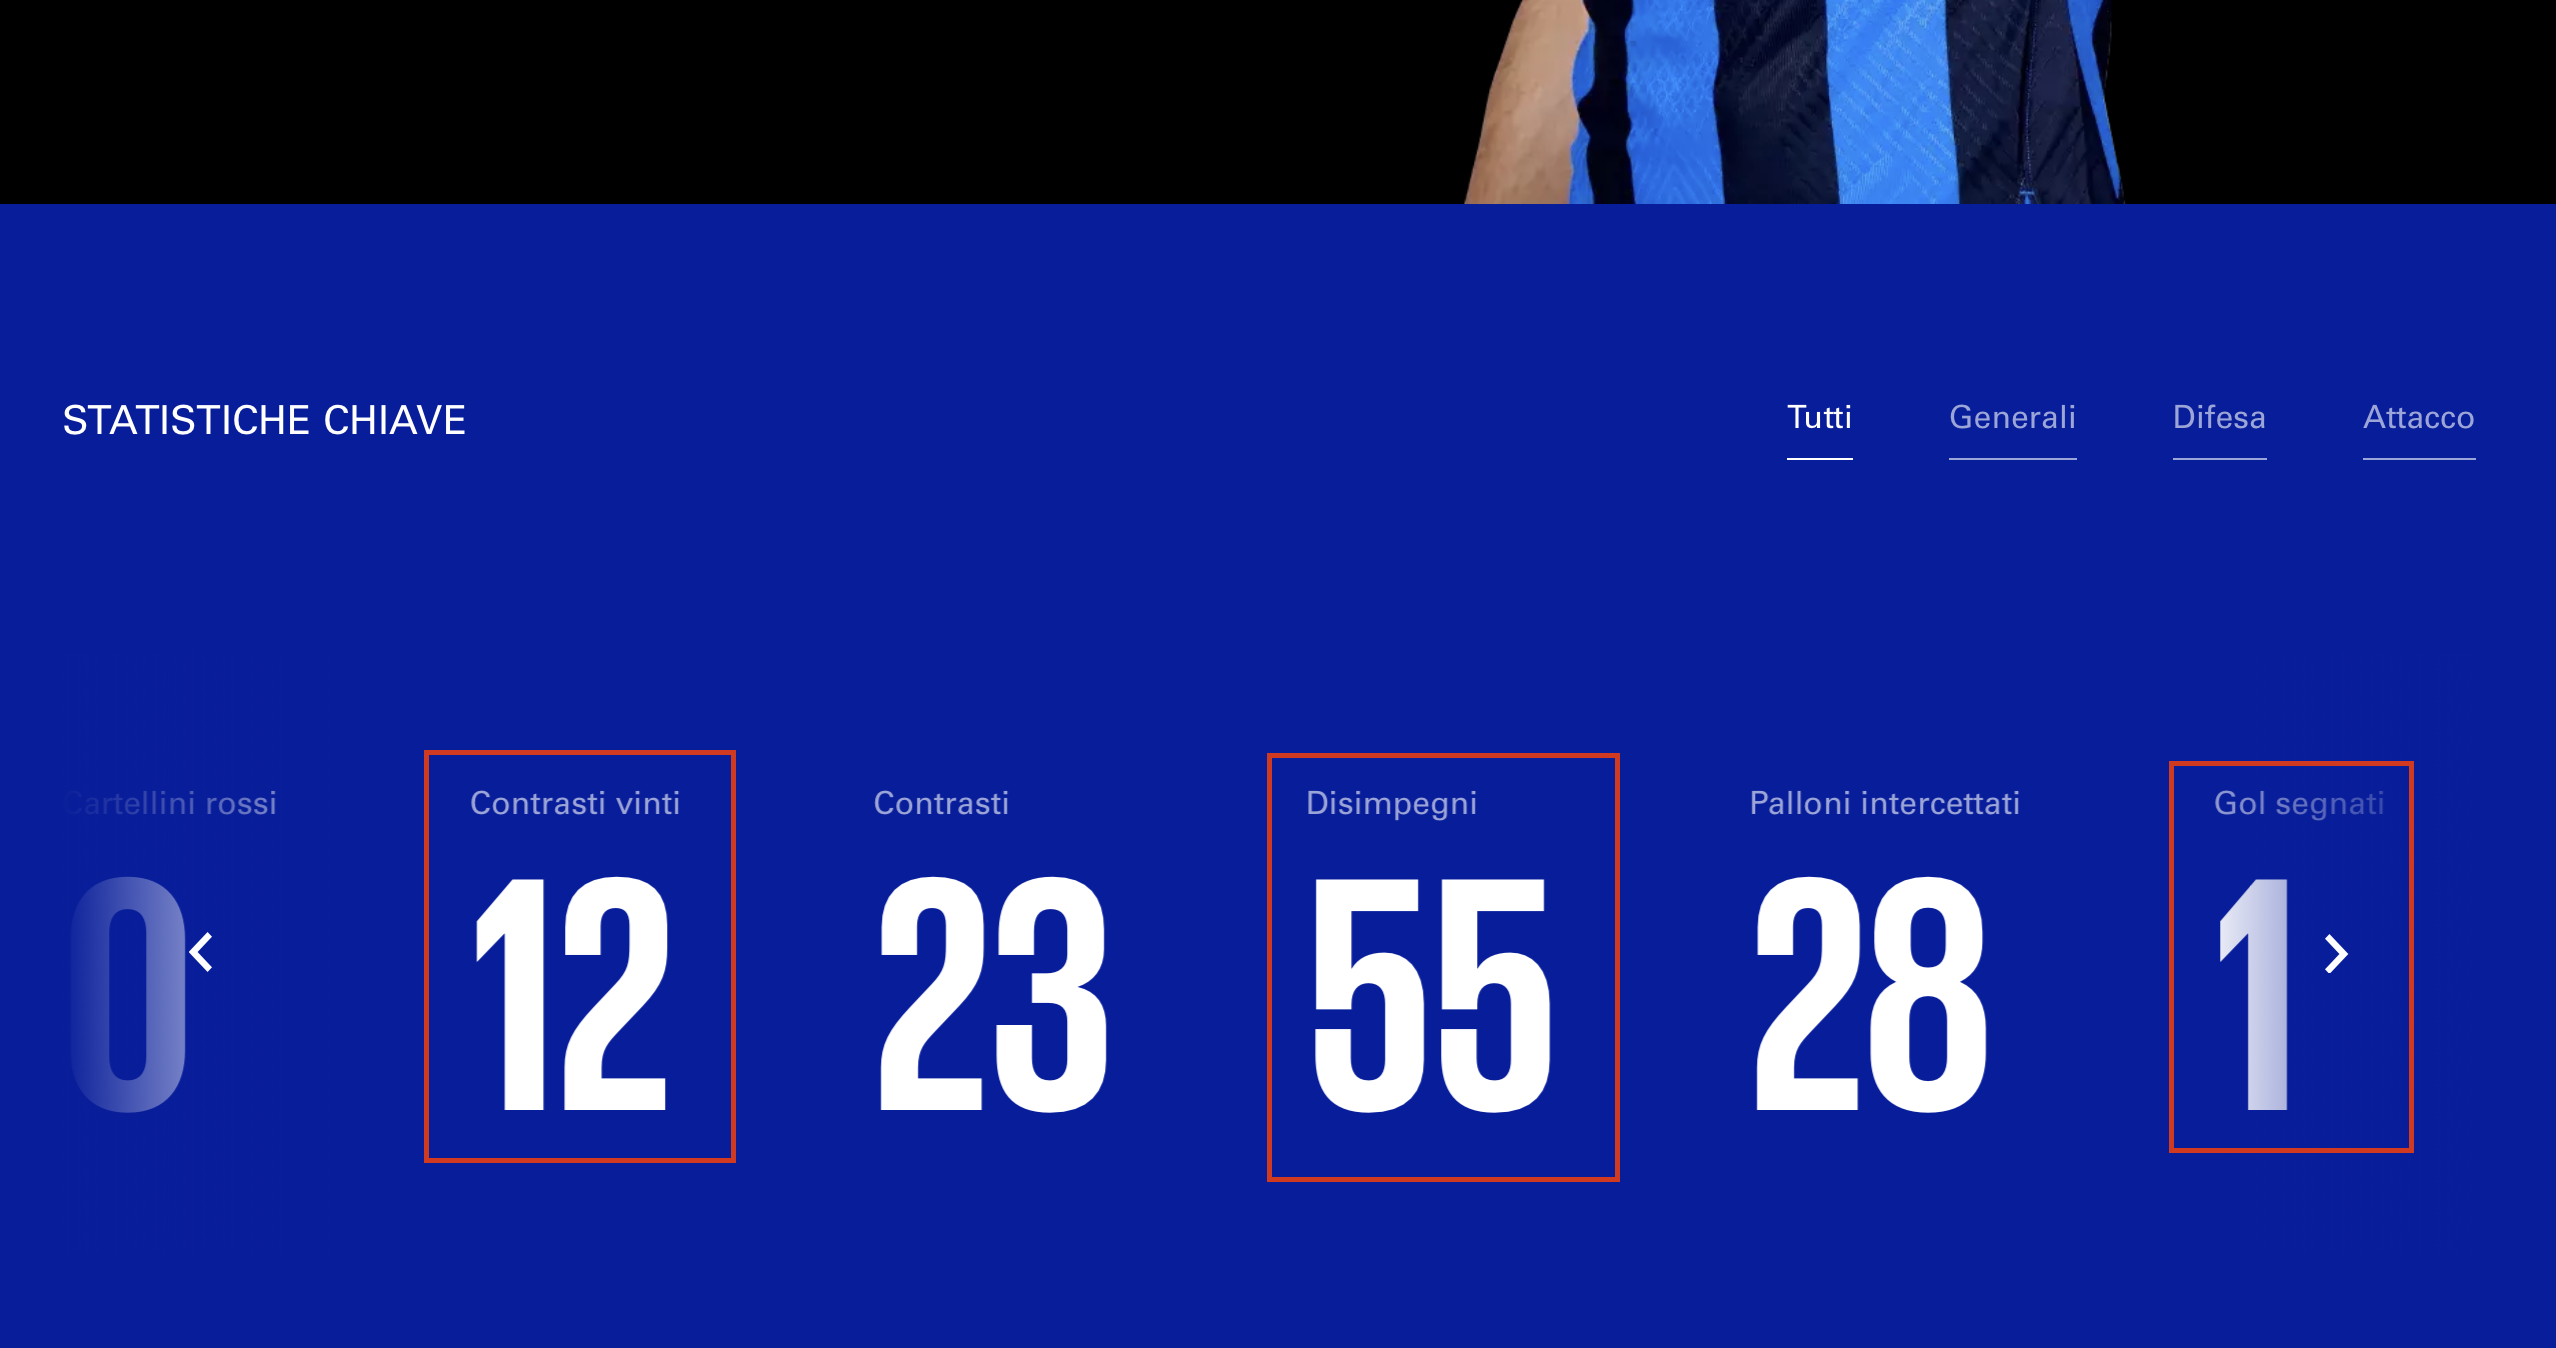 STATISTICHE CHIAVE
Tutti Generali Difesa Attacco
Cartellini rossi Contrasti vinti Contrasti Disimpegni Palloni intercettati Gol segnati
0 12 23 55 28 1